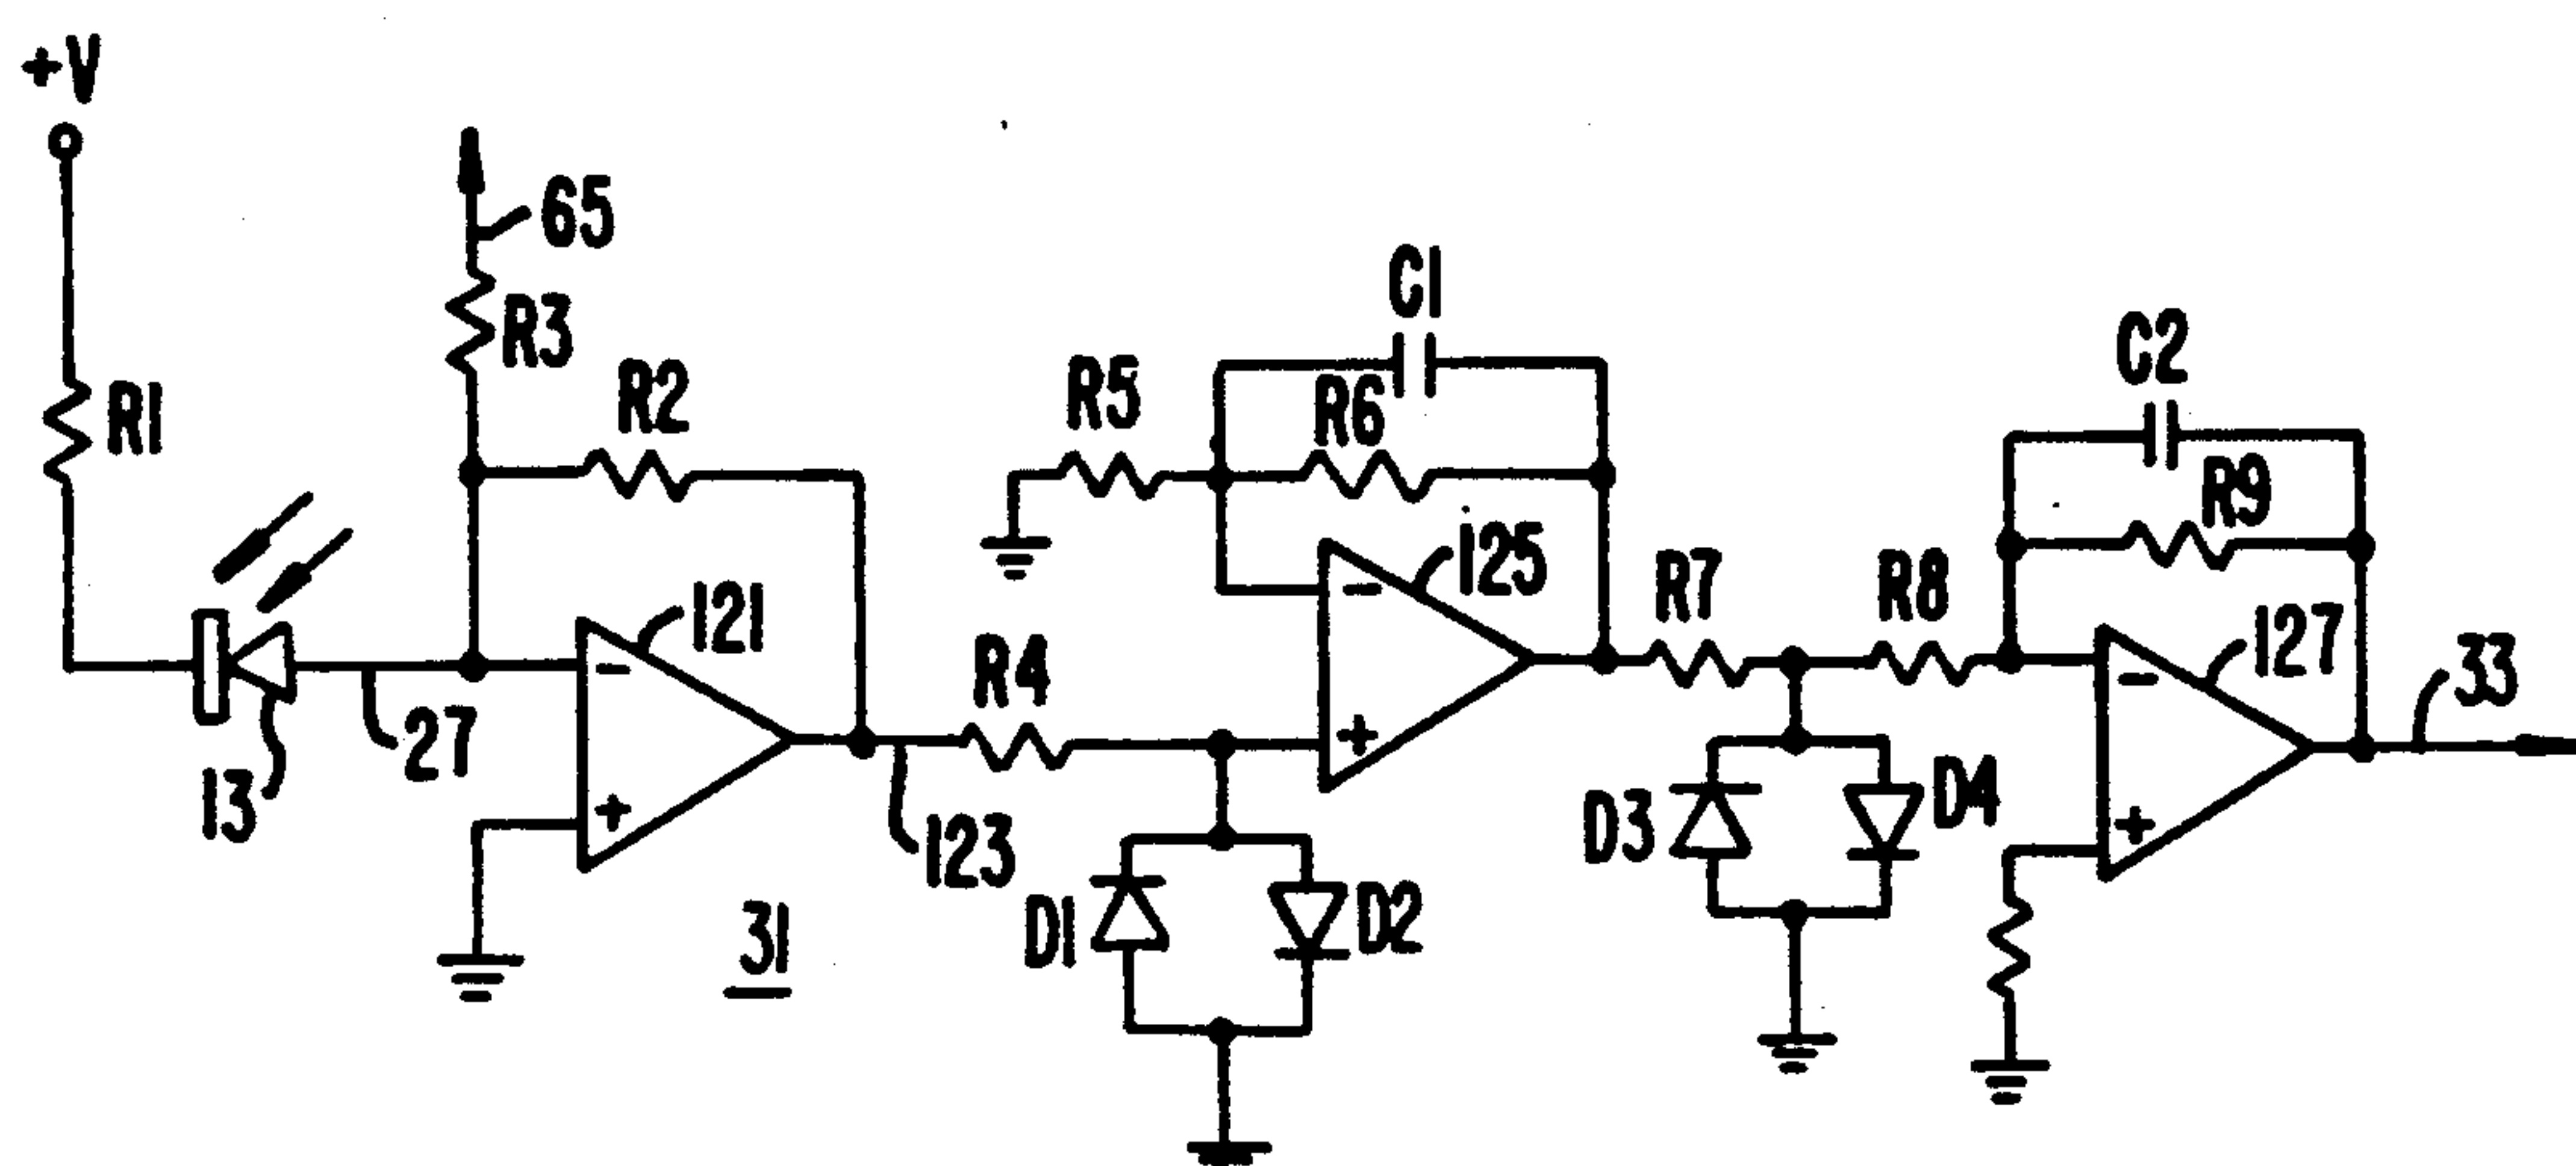 +V
65
R3
R1
R2
C1
R5
R6
C2
R9
121
125
R7
R8
127
33
27
13
R4
123
31
D1
D2
D3
D4
-
+
-
+
-
+